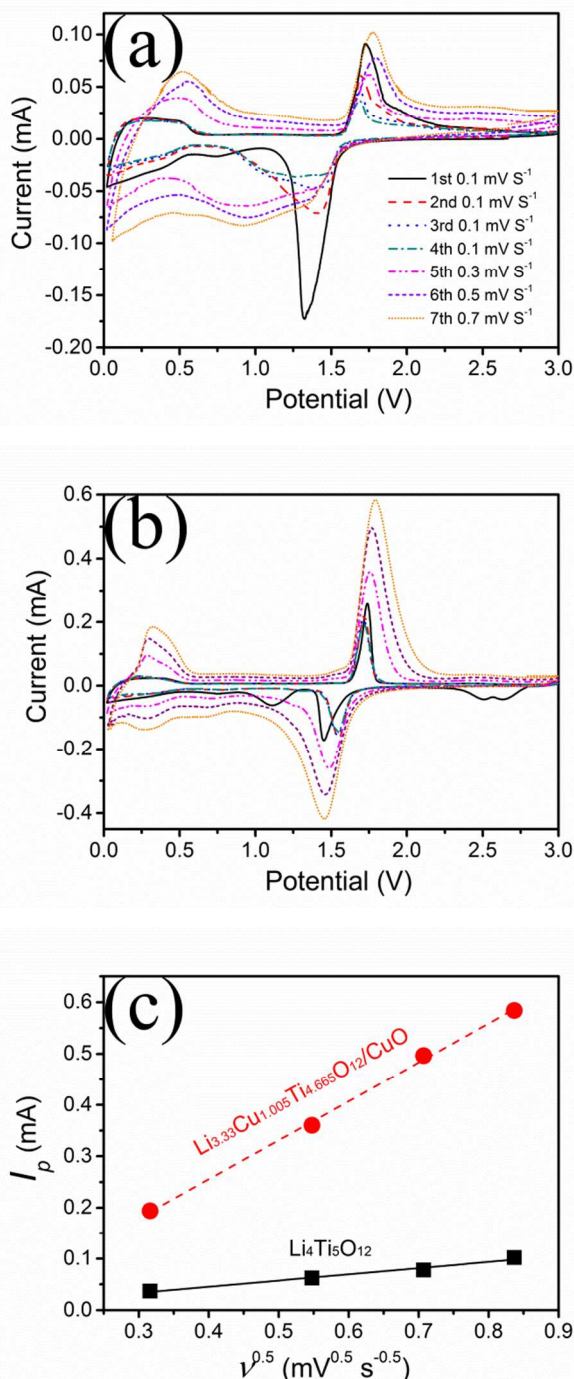 (a)
0.10
0.05
0.00
-0.05
-0.10
-0.15
-0.20
Current (mA)
1st 0.1 mV S⁻¹
2nd 0.1 mV S⁻¹
3rd 0.1 mV S⁻¹
4th 0.1 mV S⁻¹
5th 0.3 mV S⁻¹
6th 0.5 mV S⁻¹
7th 0.7 mV S⁻¹
0.0 0.5 1.0 1.5 2.0 2.5 3.0
Potential (V)
(b)
0.6
0.4
0.2
0.0
-0.2
-0.4
Current (mA)
0.0 0.5 1.0 1.5 2.0 2.5 3.0
Potential (V)
(c)
0.6
0.5
0.4
0.3
0.2
0.1
0.0
Iₚ (mA)
Li₃.₃₃Cu₁.₀₀₅Ti₄.₆₆₅O₁₂/CuO
Li₄Ti₅O₁₂
0.3 0.4 0.5 0.6 0.7 0.8 0.9
ν⁰·⁵ (mV⁰·⁵ s⁻⁰·⁵)